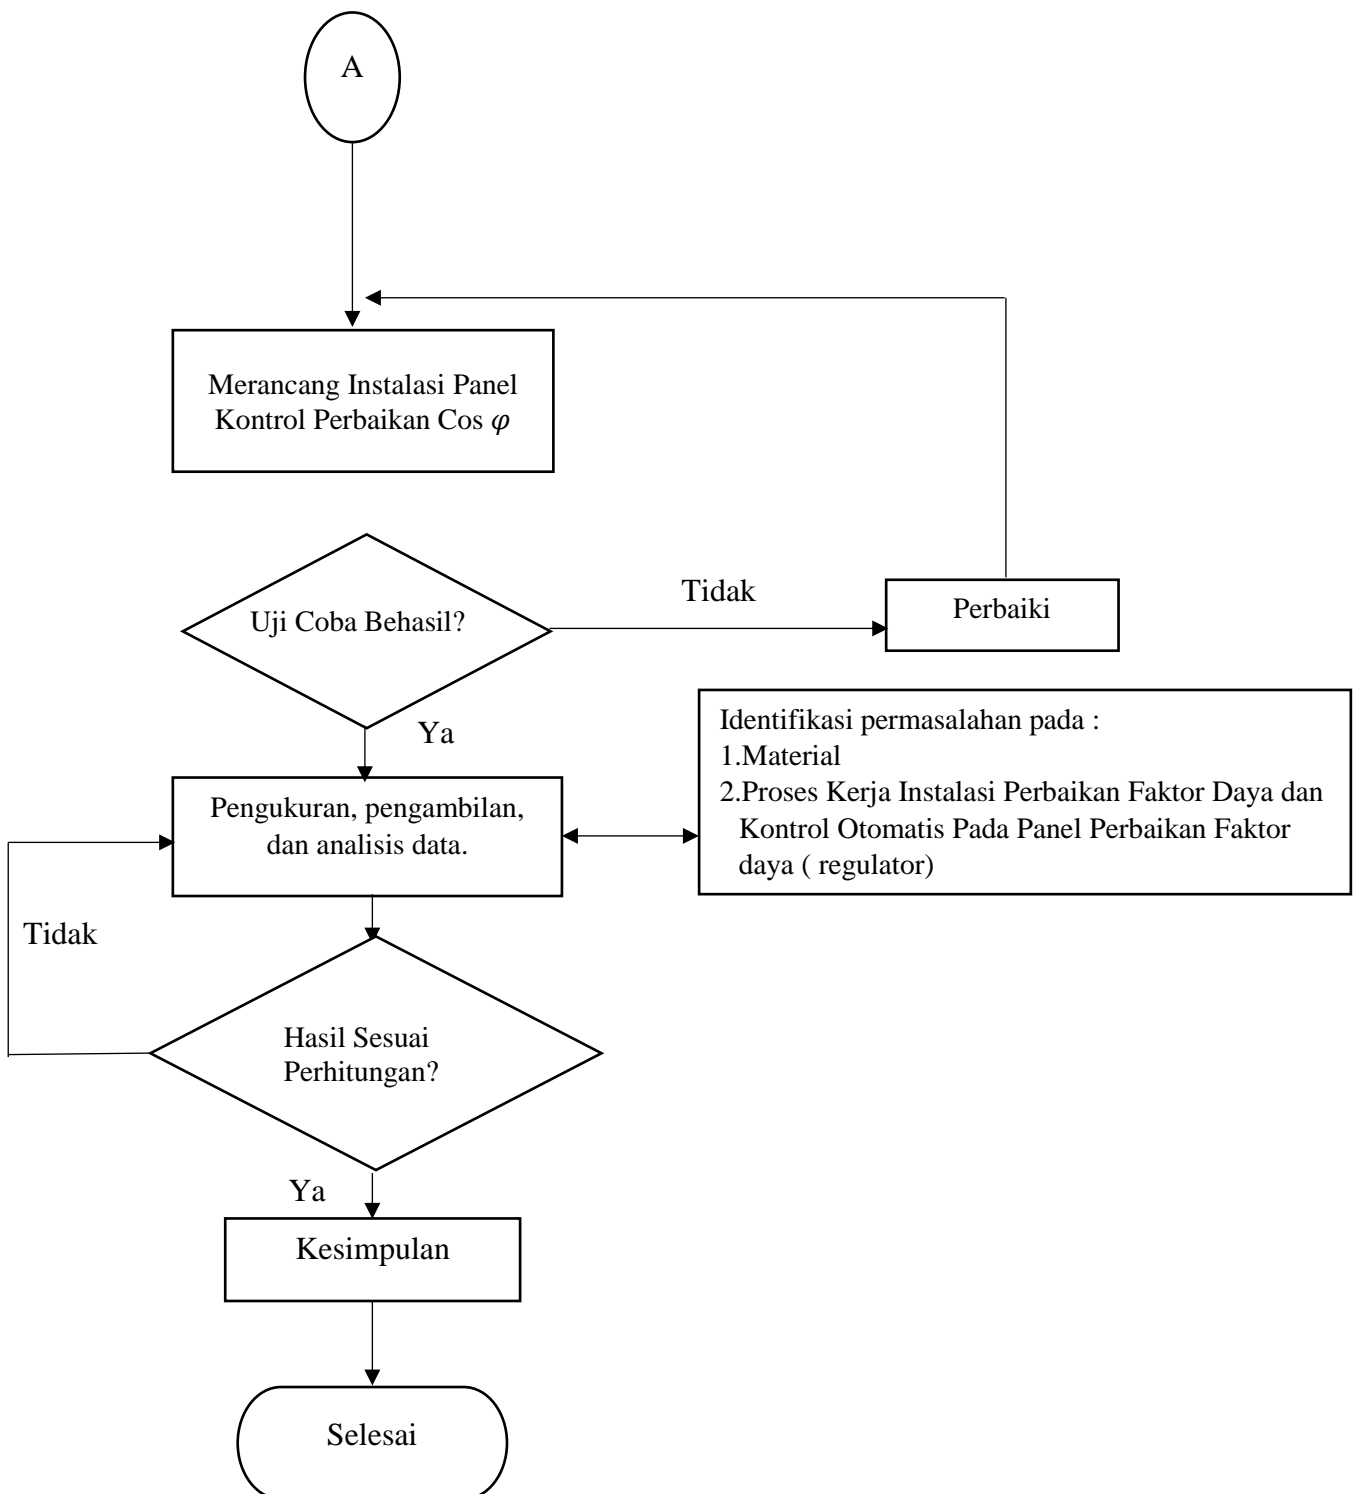 A
Merancang Instalasi Panel
Kontrol Perbaikan Cos 𝜑
Uji Coba Behasil?
Tidak
Perbaiki
Ya
Identifikasi permasalahan pada :
1.Material
2.Proses Kerja Instalasi Perbaikan Faktor Daya dan
Kontrol Otomatis Pada Panel Perbaikan Faktor
daya ( regulator)
Pengukuran, pengambilan,
dan analisis data.
Tidak
Hasil Sesuai
Perhitungan?
Ya
Kesimpulan
Selesai